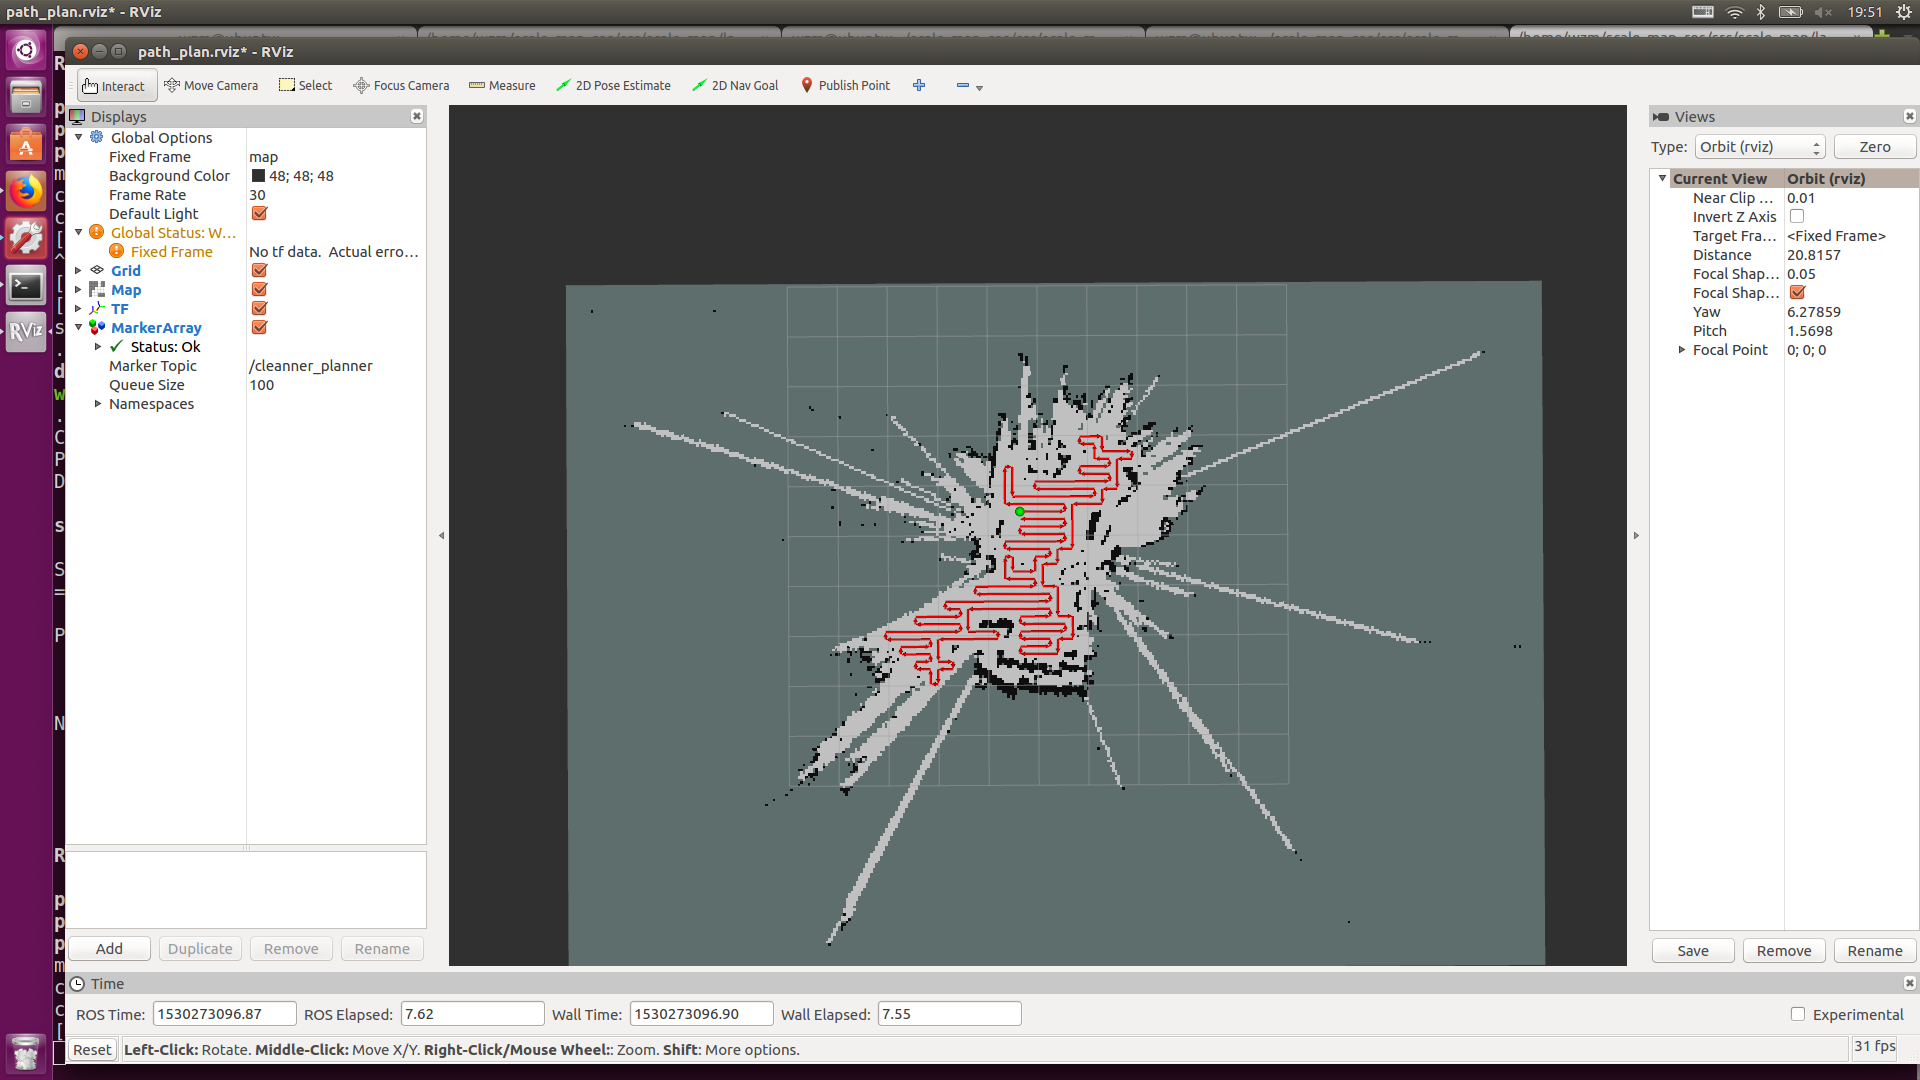 path_plan.rviz* - RViz
19:51
path_plan.rviz* - RViz
Interact
Move Camera
Select
Focus Camera
Measure
2D Pose Estimate
2D Nav Goal
Publish Point
Displays
Global Options
Fixed Frame
map
Background Color
48; 48; 48
Frame Rate
30
Default Light
Global Status: W...
Fixed Frame
No tf data.  Actual erro...
Grid
Map
TF
MarkerArray
Status: Ok
Marker Topic
/cleanner_planner
Queue Size
100
Namespaces
Add
Duplicate
Remove
Rename
Views
Type:
Orbit (rviz)
Zero
Current View
Orbit (rviz)
Near Clip ...
0.01
Invert Z Axis
Target Fra...
<Fixed Frame>
Distance
20.8157
Focal Shap...
0.05
Focal Shap...
Yaw
6.27859
Pitch
1.5698
Focal Point
0; 0; 0
Save
Remove
Rename
RViz
Time
ROS Time:
1530273096.87
ROS Elapsed:
7.62
Wall Time:
1530273096.90
Wall Elapsed:
7.55
Experimental
Reset
Left-Click: Rotate. Middle-Click: Move X/Y. Right-Click/Mouse Wheel:: Zoom. Shift: More options.
31 fps